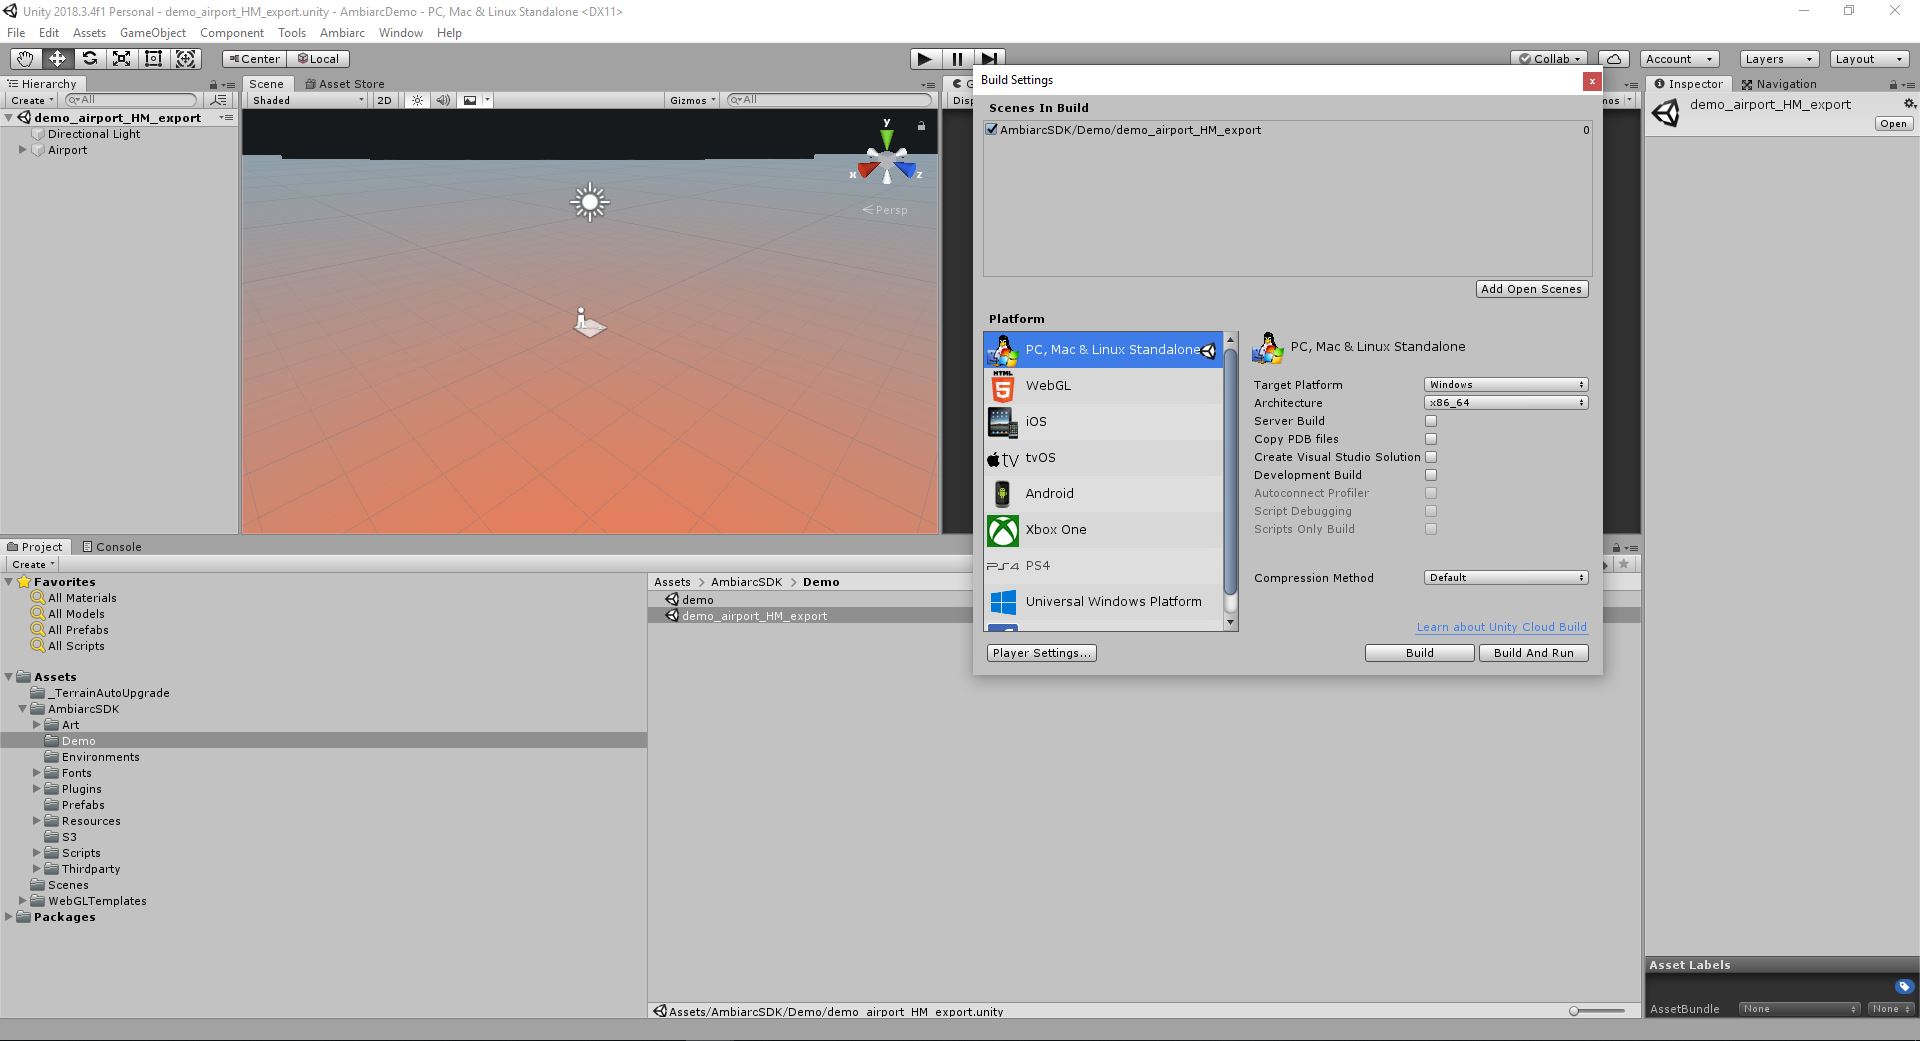 Unity 2018.3.4f1 Personal - demo_airport_HM_export.unity - AmbiarcDemo - PC, Mac & Linux Standalone <DX11>
File Edit Assets GameObject Component Tools Ambiarc Window Help
Center Local
Collab Account Layers Layout
Hierarchy
Create All
demo_airport_HM_export
Directional Light
Airport
Scene Asset Store
Shaded 2D Gizmos All
y
x z
Persp
Build Settings
Scenes In Build
AmbiarcSDK/Demo/demo_airport_HM_export 0
Add Open Scenes
Platform
PC, Mac & Linux Standalone
WebGL
HTML
5
iOS
tv tvOS
Android
Xbox One
PS4
Universal Windows Platform
PC, Mac & Linux Standalone
Target Platform Windows
Architecture x86_64
Server Build
Copy PDB files
Create Visual Studio Solution
Development Build
Autoconnect Profiler
Script Debugging
Scripts Only Build
Compression Method Default
Learn about Unity Cloud Build
Player Settings... Build Build And Run
Inspector Navigation
demo_airport_HM_export
Open
Project Console
Create
Favorites
All Materials
All Models
All Prefabs
All Scripts
Assets
_TerrainAutoUpgrade
AmbiarcSDK
Art
Demo
Environments
Fonts
Plugins
Prefabs
Resources
S3
Scripts
Thirdparty
Scenes
WebGLTemplates
Packages
Assets > AmbiarcSDK > Demo
demo
demo_airport_HM_export
Assets/AmbiarcSDK/Demo/demo_airport_HM_export.unity
Asset Labels
AssetBundle None None